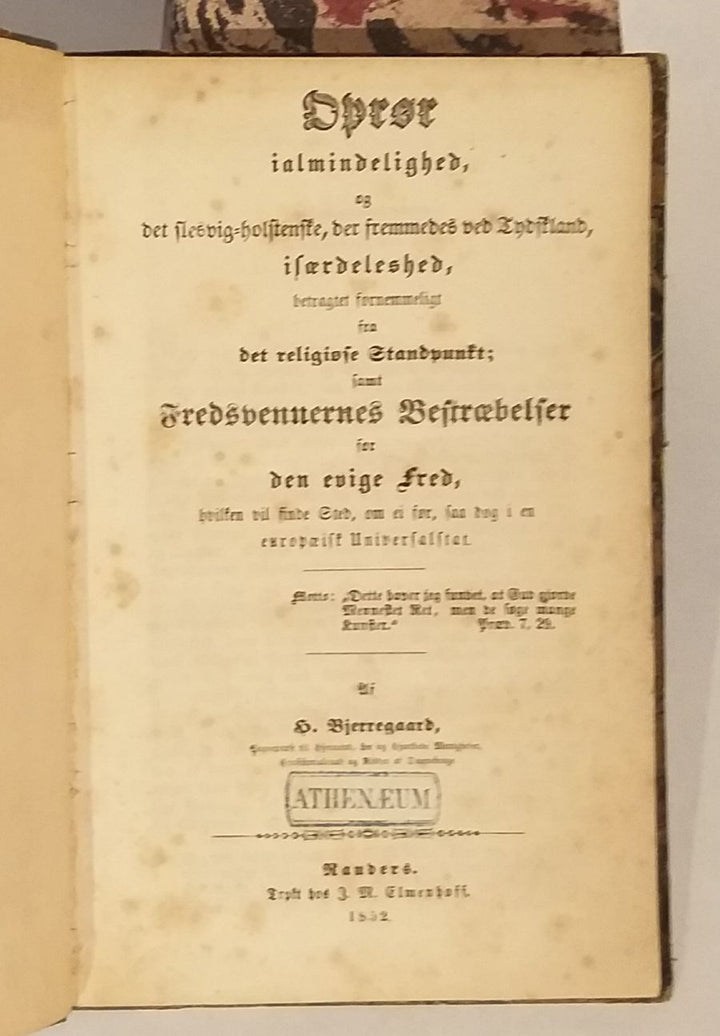 Oprør
ialmindelighed,
og
det slesvig-holstenske, der fremmedes ved Tydskland,
isærdeleshed,
betragtet fornemmeligt
fra
det religiøse Standpunkt;
samt
Fredsvennernes Bestræbelser
for
den evige Fred,
hvilken vil finde Sted, om ei før, saa dog i en
europæisk Universalstat.
Motto: „Dette haver jeg fundet, at Gud gjorde
Mennesket Ret, men de søge mange
Kunster.“ Præd. 7, 29.
Af
H. Bjerregaard,
ATHENÆUM
Randers.
Trykt hos J. M. Elmenhoff.
1852.